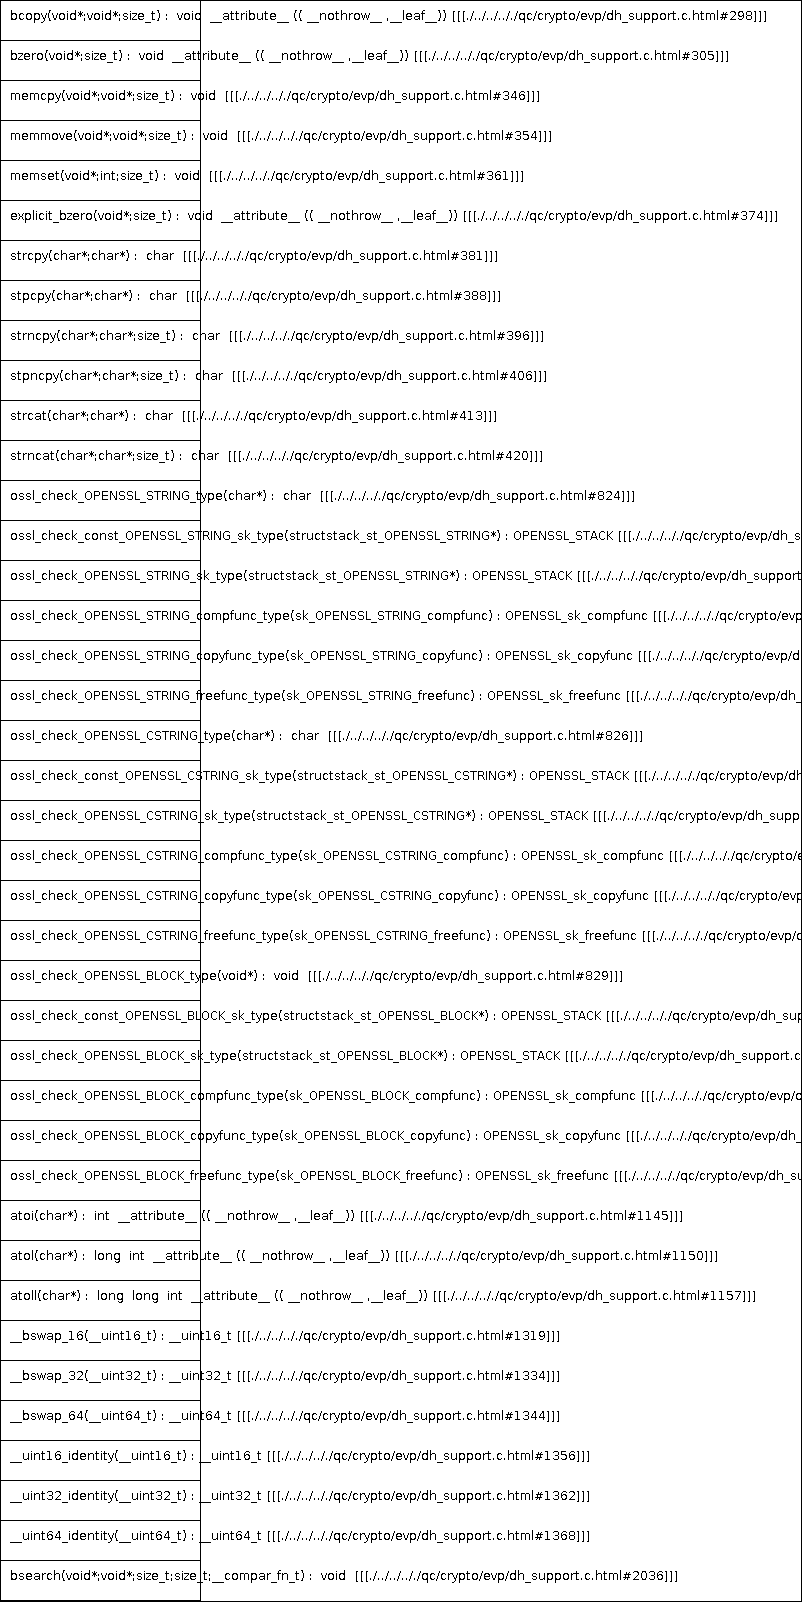 bcopy(void*;void*;size_t) : void __attribute__ (( __nothrow__ ,__leaf__)) [[[./../../../qc/crypto/evp/dh_support.c.html#298]]]
bzero(void*;size_t) : void __attribute__ (( __nothrow__ ,__leaf__)) [[[./../../../qc/crypto/evp/dh_support.c.html#305]]]
memcpy(void*;void*;size_t) : void [[[./../../../../qc/crypto/evp/dh_support.c.html#346]]]
memmove(void*;void*;size_t) : void [[[./../../../../qc/crypto/evp/dh_support.c.html#354]]]
memset(void*;int;size_t) : void [[[./../../../../qc/crypto/evp/dh_support.c.html#361]]]
explicit_bzero(void*;size_t) : void __attribute__ (( __nothrow__ ,__leaf__)) [[[./../../../../qc/crypto/evp/dh_support.c.html#374]]]
strcpy(char*;char*) : char [[[./../../../../qc/crypto/evp/dh_support.c.html#381]]]
stpcpy(char*;char*) : char [[[./../../../../qc/crypto/evp/dh_support.c.html#388]]]
strncpy(char*;char*;size_t) : char [[[./../../../../qc/crypto/evp/dh_support.c.html#396]]]
stpncpy(char*;char*;size_t) : char [[[./../../../../qc/crypto/evp/dh_support.c.html#406]]]
strcat(char*;char*) : char [[[./../../../../qc/crypto/evp/dh_support.c.html#413]]]
strncat(char*;char*;size_t) : char [[[./../../../../qc/crypto/evp/dh_support.c.html#420]]]
ossl_check_OPENSSL_STRING_type(char*) : char [[[./../../../../qc/crypto/evp/dh_support.c.html#824]]]
ossl_check_const_OPENSSL_STRING_sk_type(structstack_st_OPENSSL_STRING*) : OPENSSL_STACK [[[./../../../../qc/crypto/evp/dh_s
ossl_check_OPENSSL_STRING_sk_type(structstack_st_OPENSSL_STRING*) : OPENSSL_STACK [[[./../../../../qc/crypto/evp/dh_support
ossl_check_OPENSSL_STRING_compfunc_type(sk_OPENSSL_STRING_compfunc) : OPENSSL_sk_compfunc [[[./../../../../qc/crypto/evp
ossl_check_OPENSSL_STRING_copyfunc_type(sk_OPENSSL_STRING_copyfunc) : OPENSSL_sk_copyfunc [[[./../../../../qc/crypto/evp/d
ossl_check_OPENSSL_STRING_freefunc_type(sk_OPENSSL_STRING_freefunc) : OPENSSL_sk_freefunc [[[./../../../../qc/crypto/evp/dh_
ossl_check_OPENSSL_CSTRING_type(char*) : char [[[./../../../../qc/crypto/evp/dh_support.c.html#826]]]
ossl_check_const_OPENSSL_CSTRING_sk_type(structstack_st_OPENSSL_CSTRING*) : OPENSSL_STACK [[[./../../../../qc/crypto/evp/dh
ossl_check_OPENSSL_CSTRING_sk_type(structstack_st_OPENSSL_CSTRING*) : OPENSSL_STACK [[[./../../../../qc/crypto/evp/dh_supp
ossl_check_OPENSSL_CSTRING_compfunc_type(sk_OPENSSL_CSTRING_compfunc) : OPENSSL_sk_compfunc [[[./../../../../qc/crypto/e
ossl_check_OPENSSL_CSTRING_copyfunc_type(sk_OPENSSL_CSTRING_copyfunc) : OPENSSL_sk_copyfunc [[[./../../../../qc/crypto/evp
ossl_check_OPENSSL_CSTRING_freefunc_type(sk_OPENSSL_CSTRING_freefunc) : OPENSSL_sk_freefunc [[[./../../../../qc/crypto/evp/d
ossl_check_OPENSSL_BLOCK_type(void*) : void [[[./../../../../qc/crypto/evp/dh_support.c.html#829]]]
ossl_check_const_OPENSSL_BLOCK_sk_type(structstack_st_OPENSSL_BLOCK*) : OPENSSL_STACK [[[./../../../../qc/crypto/evp/dh_sup
ossl_check_OPENSSL_BLOCK_sk_type(structstack_st_OPENSSL_BLOCK*) : OPENSSL_STACK [[[./../../../../qc/crypto/evp/dh_support.c
ossl_check_OPENSSL_BLOCK_compfunc_type(sk_OPENSSL_BLOCK_compfunc) : OPENSSL_sk_compfunc [[[./../../../../qc/crypto/evp/d
ossl_check_OPENSSL_BLOCK_copyfunc_type(sk_OPENSSL_BLOCK_copyfunc) : OPENSSL_sk_copyfunc [[[./../../../../qc/crypto/evp/dh_
ossl_check_OPENSSL_BLOCK_freefunc_type(sk_OPENSSL_BLOCK_freefunc) : OPENSSL_sk_freefunc [[[./../../../../qc/crypto/evp/dh_su
atoi(char*) : int __attribute__ (( __nothrow__ ,__leaf__)) [[[./../../../../qc/crypto/evp/dh_support.c.html#1145]]]
atol(char*) : long int __attribute__ (( __nothrow__ ,__leaf__)) [[[./../../../../qc/crypto/evp/dh_support.c.html#1150]]]
atoll(char*) : long long int __attribute__ (( __nothrow__ ,__leaf__)) [[[./../../../../qc/crypto/evp/dh_support.c.html#1157]]]
__bswap_16(__uint16_t) : __uint16_t [[[./../../../../qc/crypto/evp/dh_support.c.html#1319]]]
__bswap_32(__uint32_t) : __uint32_t [[[./../../../../qc/crypto/evp/dh_support.c.html#1334]]]
__bswap_64(__uint64_t) : __uint64_t [[[./../../../../qc/crypto/evp/dh_support.c.html#1344]]]
__uint16_identity(__uint16_t) : __uint16_t [[[./../../../../qc/crypto/evp/dh_support.c.html#1356]]]
__uint32_identity(__uint32_t) : __uint32_t [[[./../../../../qc/crypto/evp/dh_support.c.html#1362]]]
__uint64_identity(__uint64_t) : __uint64_t [[[./../../../../qc/crypto/evp/dh_support.c.html#1368]]]
bsearch(void*;void*;size_t;size_t;__compar_fn_t) : void [[[./../../../../qc/crypto/evp/dh_support.c.html#2036]]]